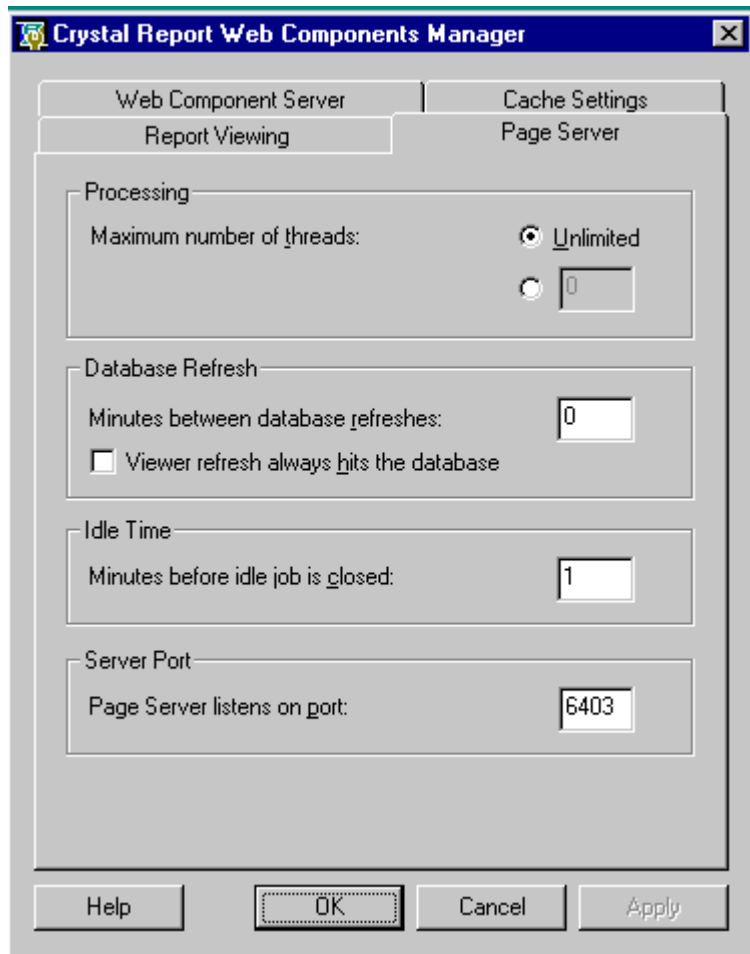 Crystal Report Web Components Manager
Web Component Server Cache Settings
Report Viewing Page Server
Processing
Maximum number of threads: Unlimited
0
Database Refresh
Minutes between database refreshes: 0
Viewer refresh always hits the database
Idle Time
Minutes before idle job is closed: 1
Server Port
Page Server listens on port: 6403
Help OK Cancel Apply